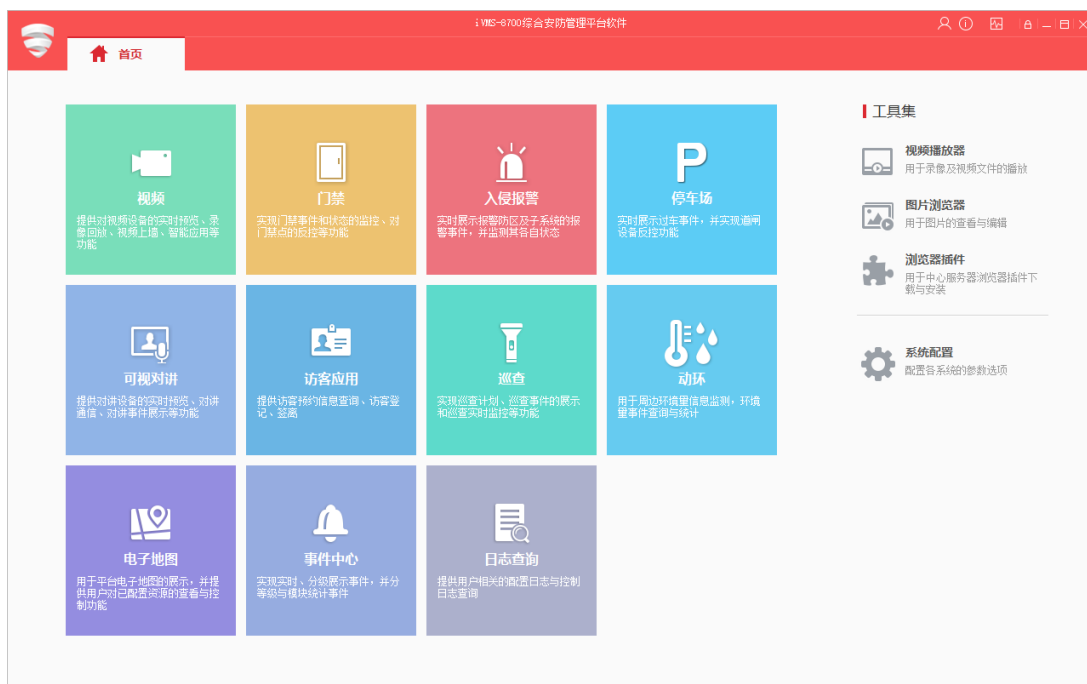 iVMS-8700综合安防管理平台软件
首页
视频
提供对视频设备的实时预览、录
像回放、视频上墙、智能应用等
功能
门禁
实现门禁事件和状态的监控、对
门禁点的反控等功能
入侵报警
实时展示报警防区及子系统的报
警事件，并监测其各自状态
停车场
实时展示过车事件，并实现道闸
设备反控功能
可视对讲
提供对讲设备的实时预览、对讲
通信、对讲事件展示等功能
访客应用
提供访客预约信息查询、访客登
记、签离
巡查
实现巡查计划、巡查事件的展示
和巡查实时监控等功能
动环
用于周边环境量信息监测，环境
量事件查询与统计
电子地图
用于平台电子地图的展示，并提
供用户对已配置资源的查看与控
制功能
事件中心
实现实时、分级展示事件，并分
等级与模块统计事件
日志查询
提供用户相关的配置日志与控制
日志查询
工具集
视频播放器
用于录像及视频文件的播放
图片浏览器
用于图片的查看与编辑
浏览器插件
用于中心服务器浏览器插件下
载与安装
系统配置
配置各系统的参数选项